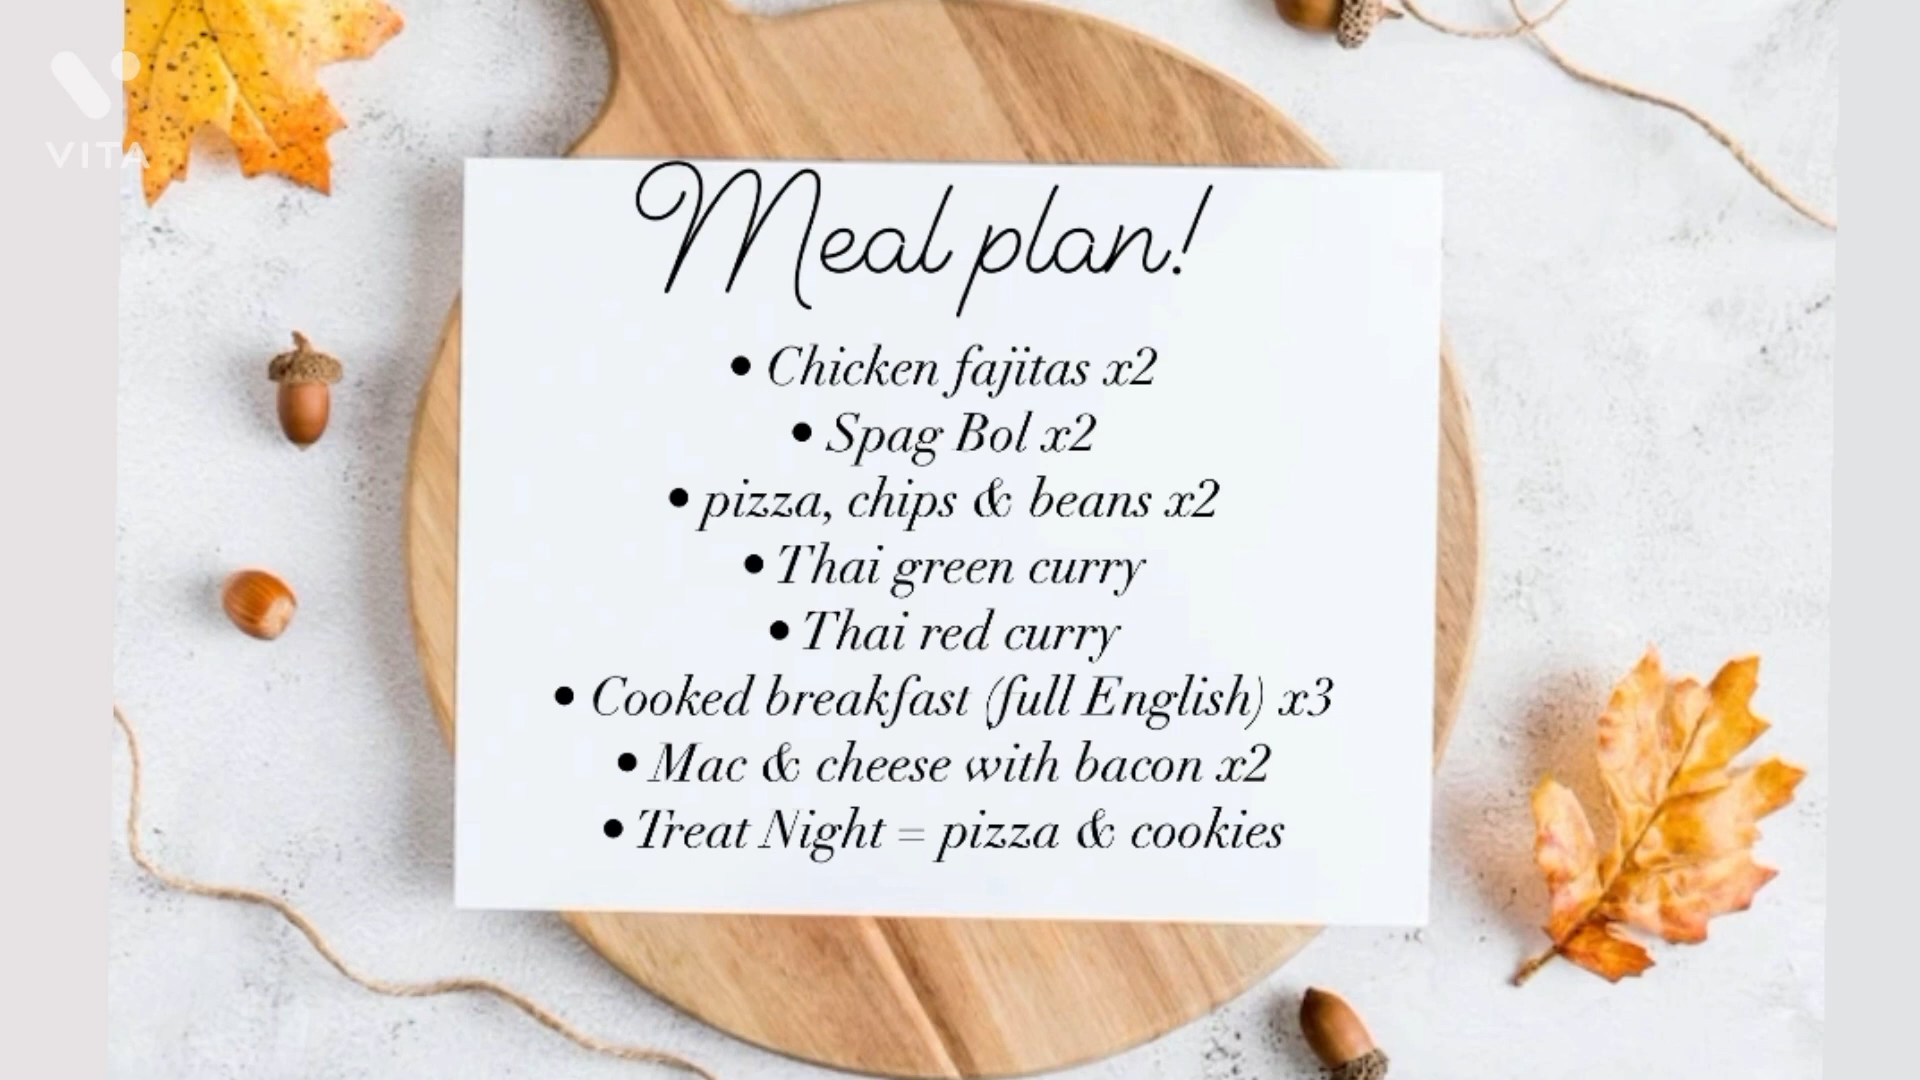 VITA
Meal plan!
• Chicken fajitas x2
• Spag Bol x2
• pizza, chips & beans x2
• Thai green curry
• Thai red curry
• Cooked breakfast (full English) x3
• Mac & cheese with bacon x2
• Treat Night = pizza & cookies